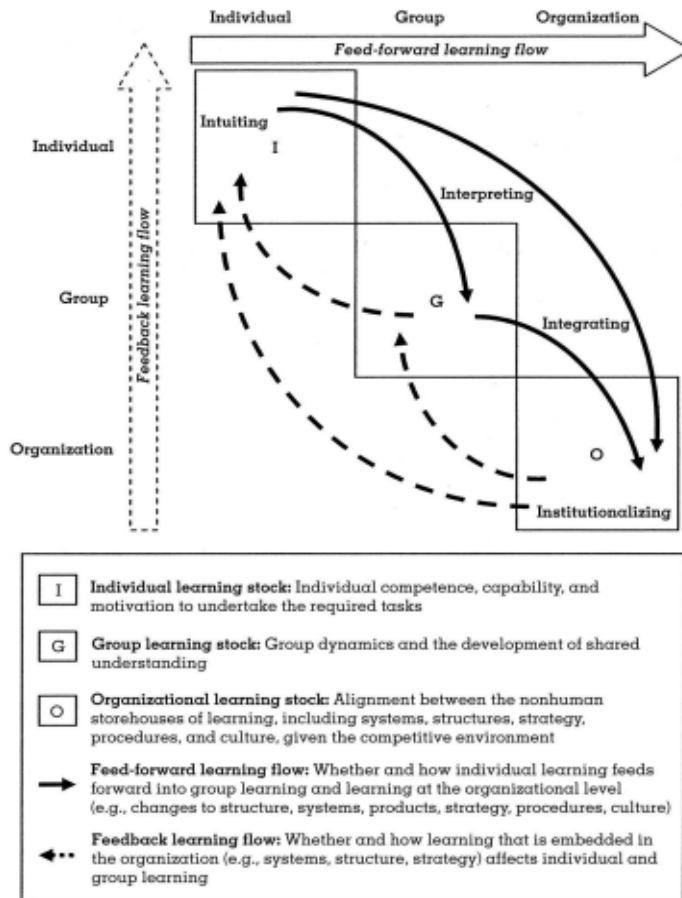 Individual Group Organization
Feed-forward learning flow
Feedback learning flow
Individual
Group
Organization
Intuiting
I
Interpreting
G
Integrating
O
Institutionalizing
I Individual learning stock: Individual competence, capability, and
motivation to undertake the required tasks
G Group learning stock: Group dynamics and the development of shared
understanding
O Organizational learning stock: Alignment between the nonhuman
storehouses of learning, including systems, structures, strategy,
procedures, and culture, given the competitive environment
Feed-forward learning flow: Whether and how individual learning feeds
forward into group learning and learning at the organizational level
(e.g., changes to structure, systems, products, strategy, procedures, culture)
Feedback learning flow: Whether and how learning that is embedded in
the organization (e.g., systems, structure, strategy) affects individual and
group learning